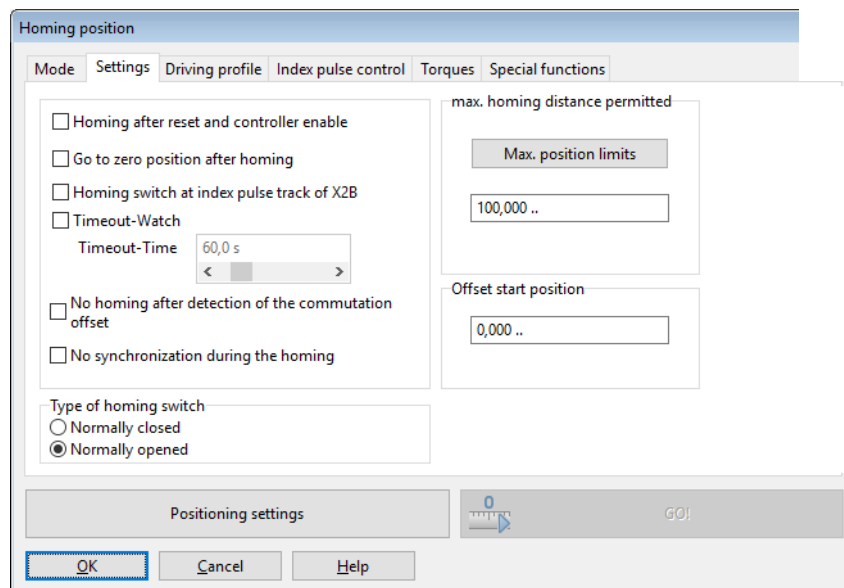 Homing position
Mode Settings Driving profile Index pulse control Torques Special functions
Homing after reset and controller enable
Go to zero position after homing
Homing switch at index pulse track of X2B
Timeout-Watch
Timeout-Time 60,0 s
No homing after detection of the commutation
offset
No synchronization during the homing
Type of homing switch
Normally closed
Normally opened
max. homing distance permitted
Max. position limits
100,000 ..
Offset start position
0,000 ..
Positioning settings
0
GO!
OK Cancel Help